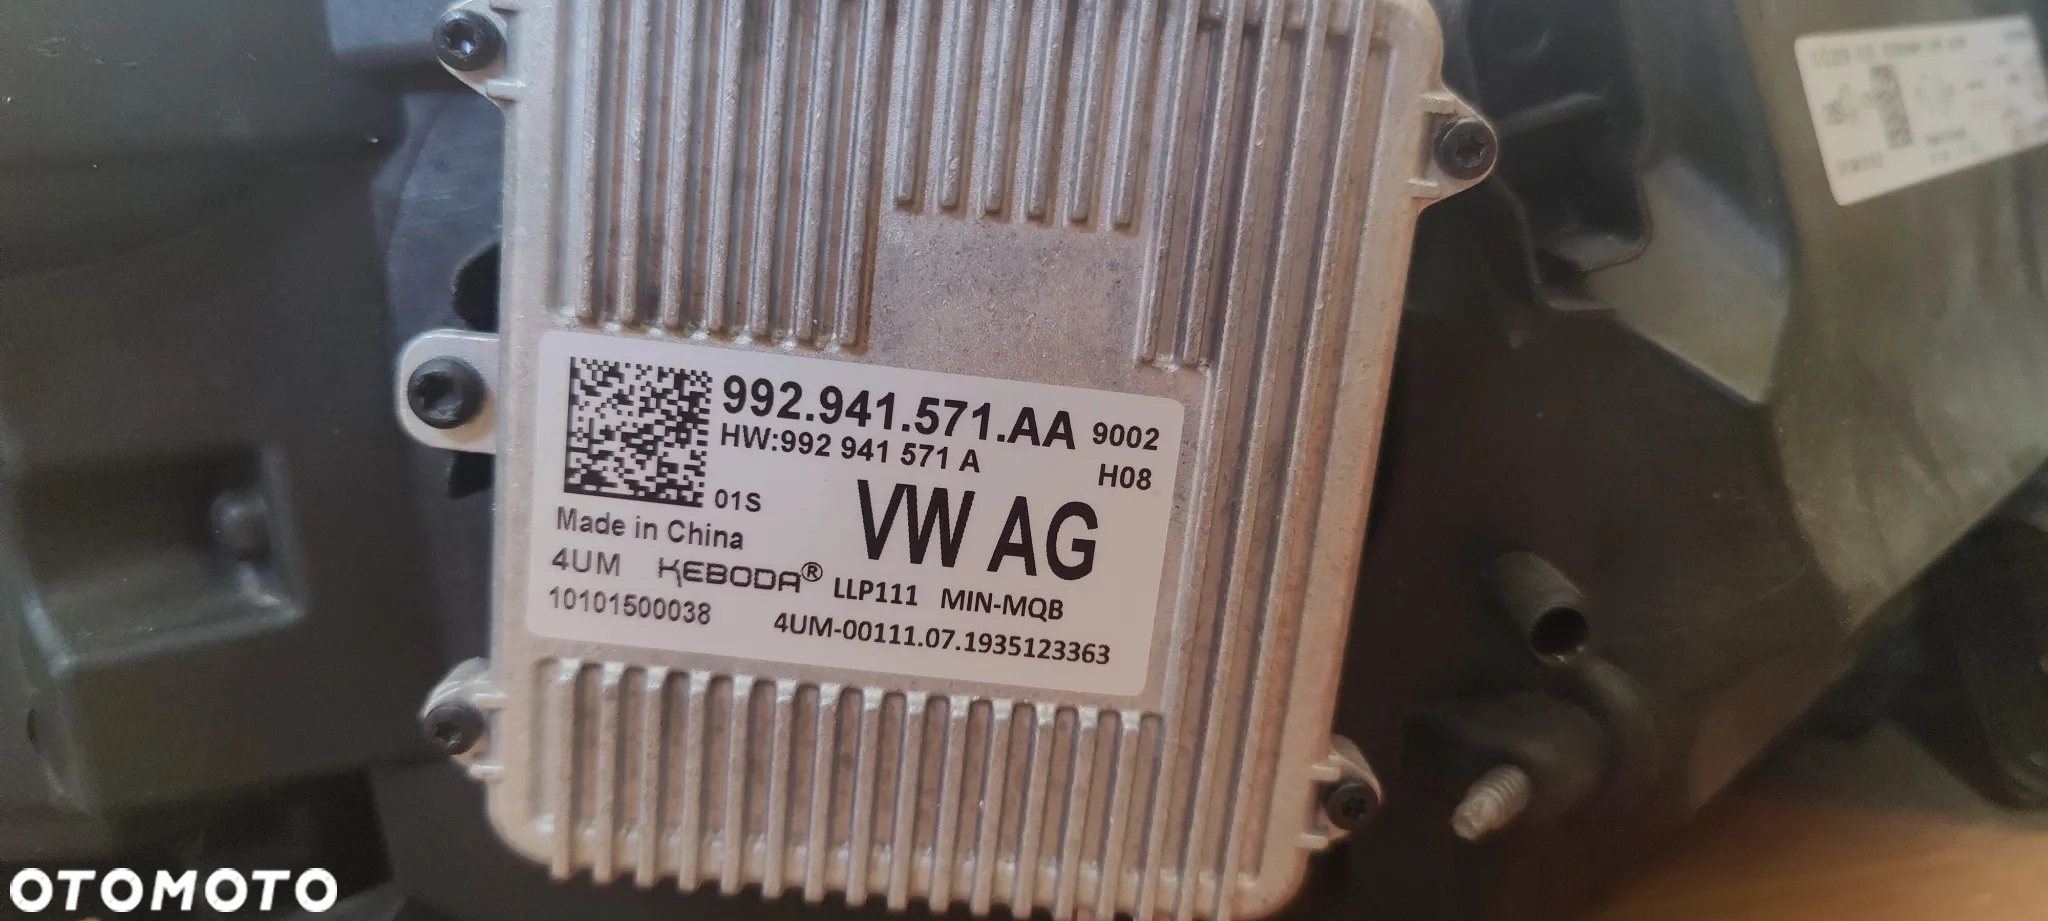 992.941.571.AA 9002
HW:992 941 571 A H08
01S
VW AG
Made in China
4UM KEBODA® LLP111 MIN-MQB
10101500038 4UM-00111.07.1935123363
OTOMOTO